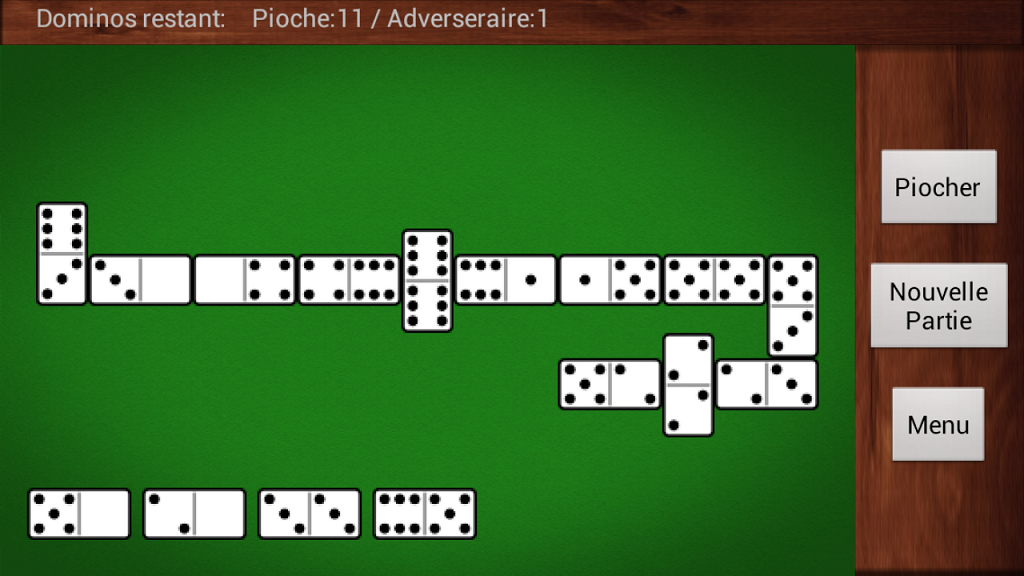 Dominos restant: Pioche:11 / Adverseraire:1
Piocher
Nouvelle
Partie
Menu